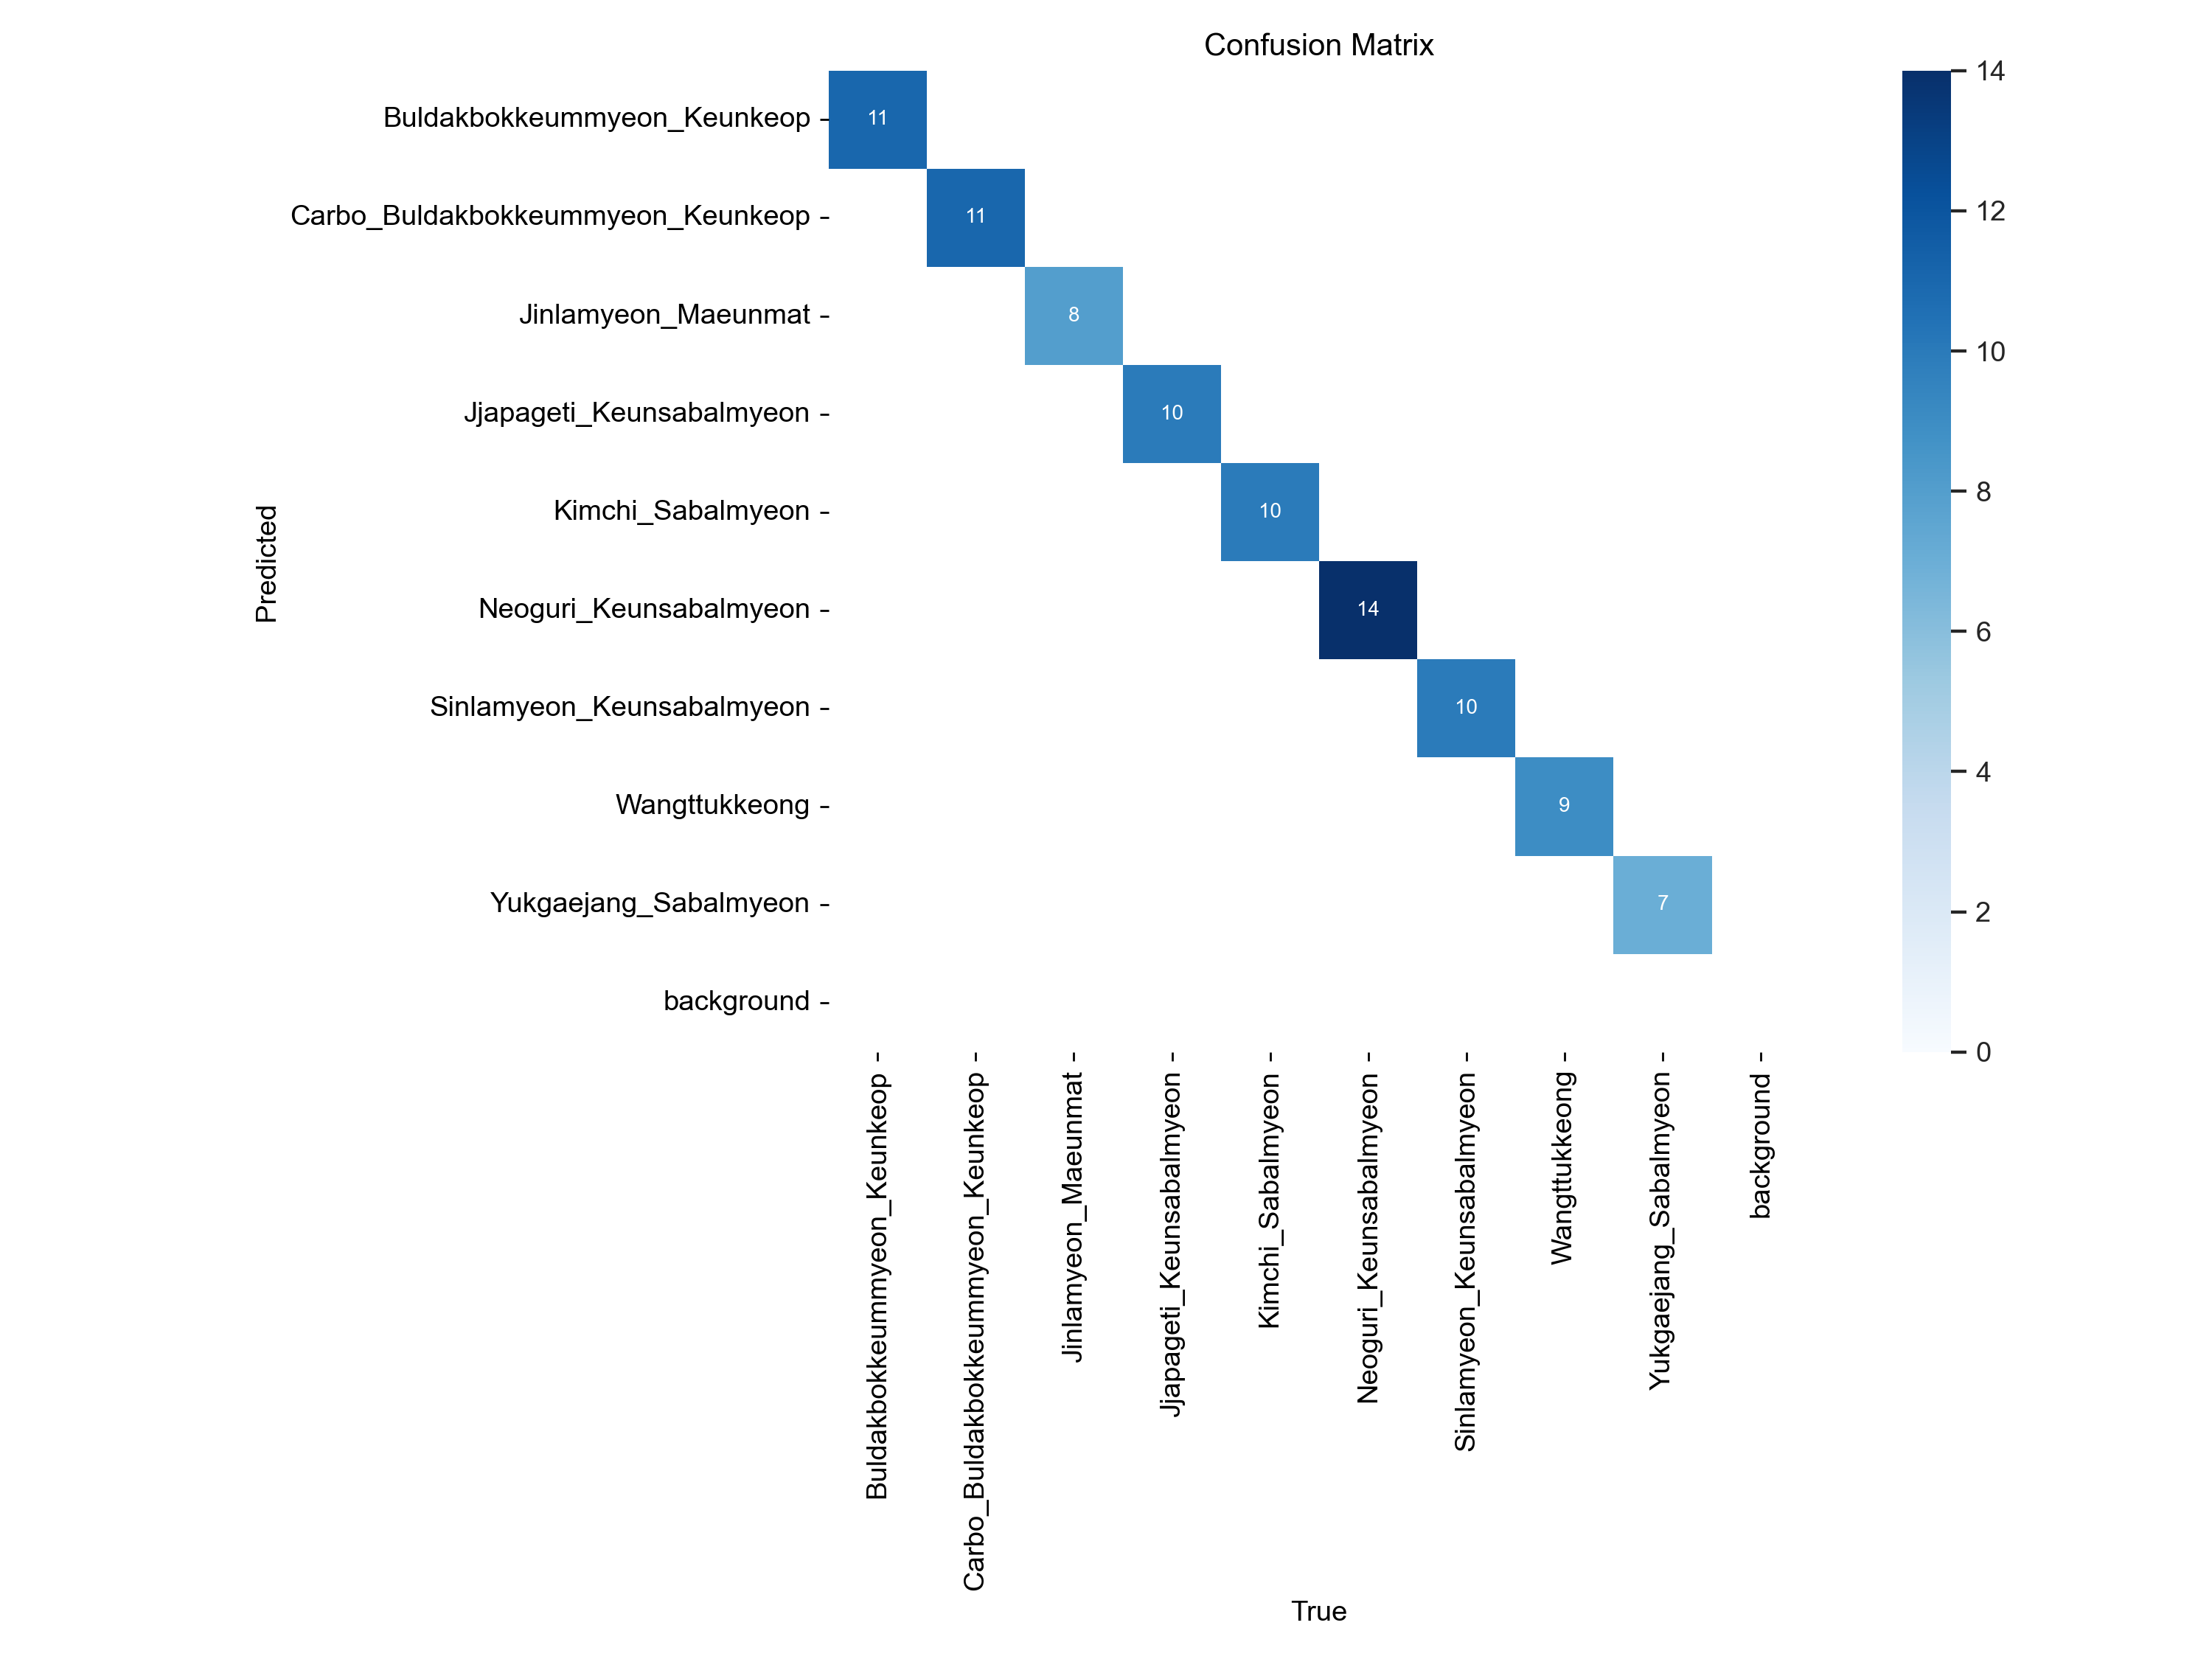 Confusion Matrix
Buldakbokkeummyeon_Keunkeop
Carbo_Buldakbokkeummyeon_Keunkeop
Jinlamyeon_Maeunmat
Jjapageti_Keunsabalmyeon
Kimchi_Sabalmyeon
Neoguri_Keunsabalmyeon
Sinlamyeon_Keunsabalmyeon
Wangttukkeong
Yukgaejang_Sabalmyeon
background
Predicted
11
11
8
10
10
14
10
9
7
14
12
10
8
6
4
2
0
Buldakbokkeummyeon_Keunkeop
Carbo_Buldakbokkeummyeon_Keunkeop
Jinlamyeon_Maeunmat
Jjapageti_Keunsabalmyeon
Kimchi_Sabalmyeon
Neoguri_Keunsabalmyeon
Sinlamyeon_Keunsabalmyeon
Wangttukkeong
Yukgaejang_Sabalmyeon
background
True